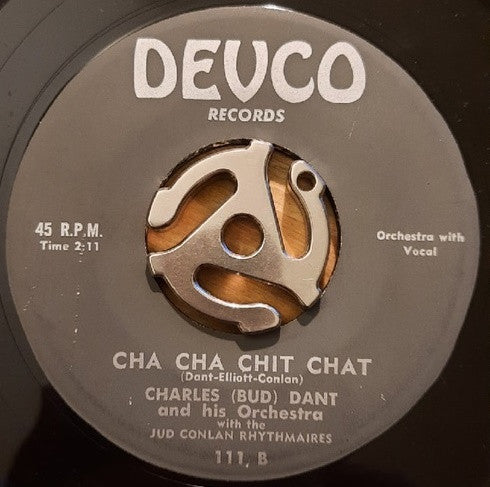 DEVCO
RECORDS
45 R.P.M.
Time 2:11
Orchestra with
Vocal
CHA CHA CHIT CHAT
(Dant-Elliott-Conlan)
CHARLES (BUD) DANT
and his Orchestra
with the
JUD CONLAN RHYTHMAIRES
111, B